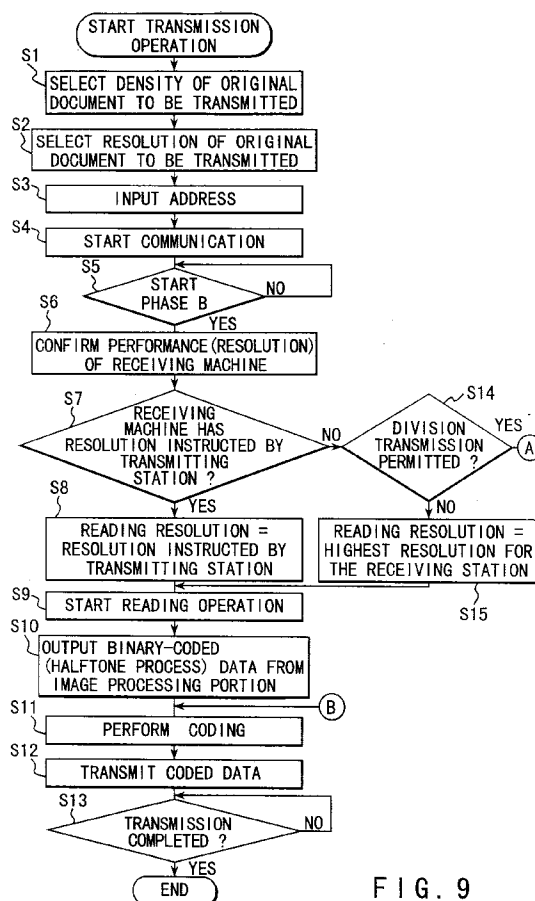 START TRANSMISSION
OPERATION
S1
SELECT DENSITY OF ORIGINAL
DOCUMENT TO BE TRANSMITTED
S2
SELECT RESOLUTION OF ORIGINAL
DOCUMENT TO BE TRANSMITTED
S3
INPUT ADDRESS
S4
START COMMUNICATION
S5
START
PHASE B
NO
YES
S6
CONFIRM PERFORMANCE(RESOLUTION)
OF RECEIVING MACHINE
S7
RECEIVING
MACHINE HAS
RESOLUTION INSTRUCTED BY
TRANSMITTING
STATION ?
NO
YES
S14
DIVISION
TRANSMISSION
PERMITTED ?
YES
A
NO
S8
READING RESOLUTION =
RESOLUTION INSTRUCTED BY
TRANSMITTING STATION
READING RESOLUTION =
HIGHEST RESOLUTION FOR
THE RECEIVING STATION
S15
S9
START READING OPERATION
S10
OUTPUT BINARY-CODED
(HALFTONE PROCESS) DATA FROM
IMAGE PROCESSING PORTION
B
S11
PERFORM CODING
S12
TRANSMIT CODED DATA
S13
TRANSMISSION
COMPLETED ?
NO
YES
END
FIG. 9